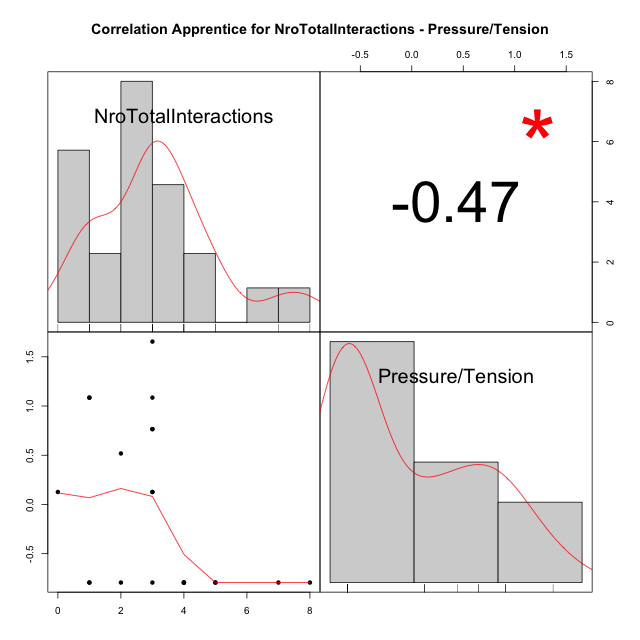 Correlation Apprentice for NroTotalInteractions - Pressure/Tension
-0.5 0.0 0.5 1.0 1.5
NroTotalInteractions
*
-0.47
0 2 4 6 8
-0.5 0.0 0.5 1.0 1.5
Pressure/Tension
0 2 4 6 8